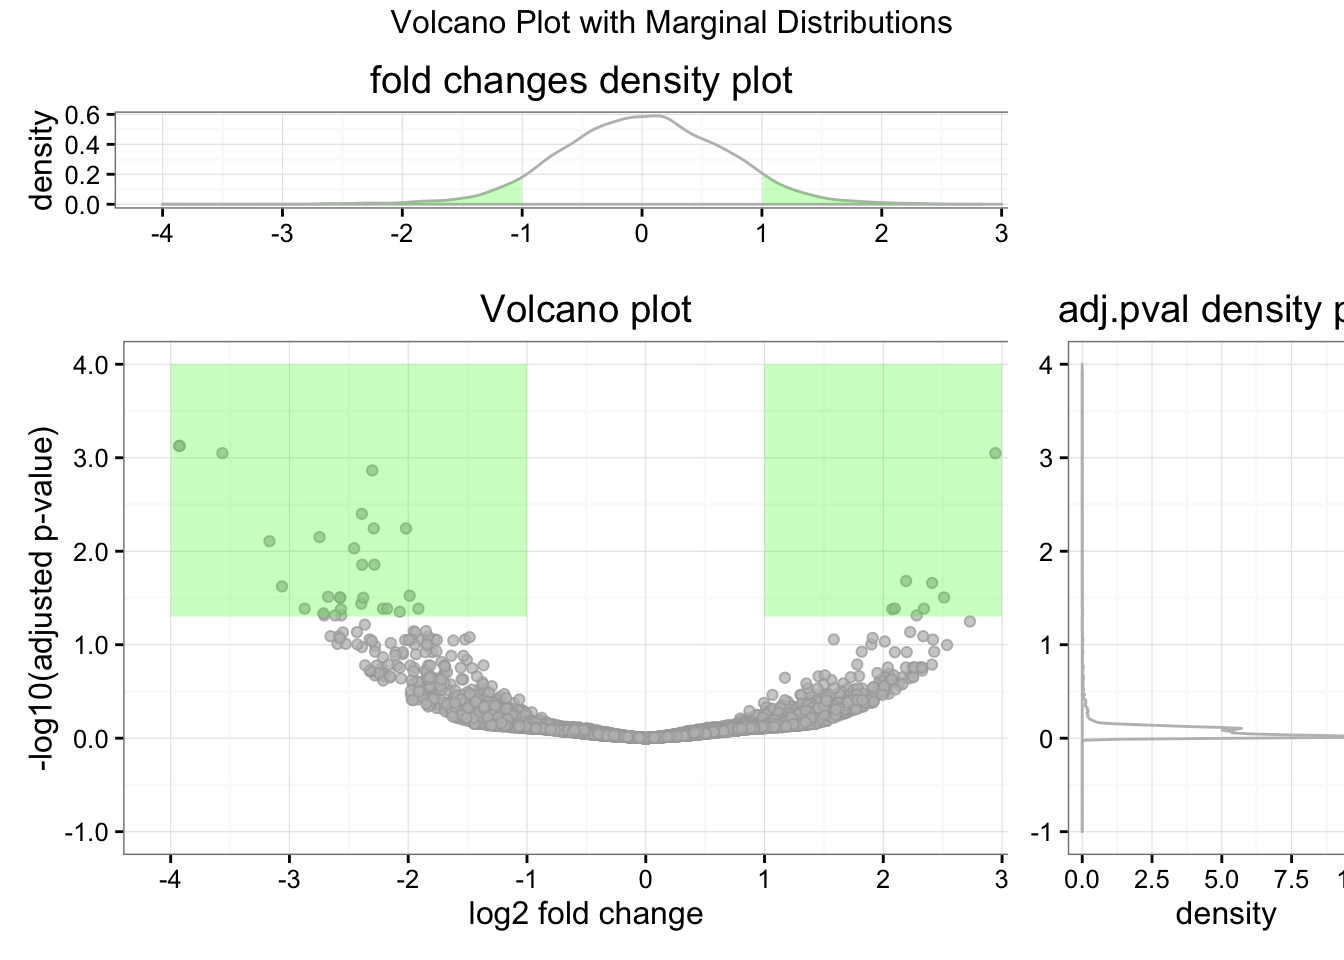 Volcano Plot with Marginal Distributions
fold changes density plot
density
0.6
0.4
0.2
0.0
-4 -3 -2 -1 0 1 2 3
Volcano plot
-log10(adjusted p-value)
4.0
3.0
2.0
1.0
0.0
-1.0
-4 -3 -2 -1 0 1 2 3
log2 fold change
adj.pval density p
4
3
2
1
0
-1
0.0 2.5 5.0 7.5 1
density